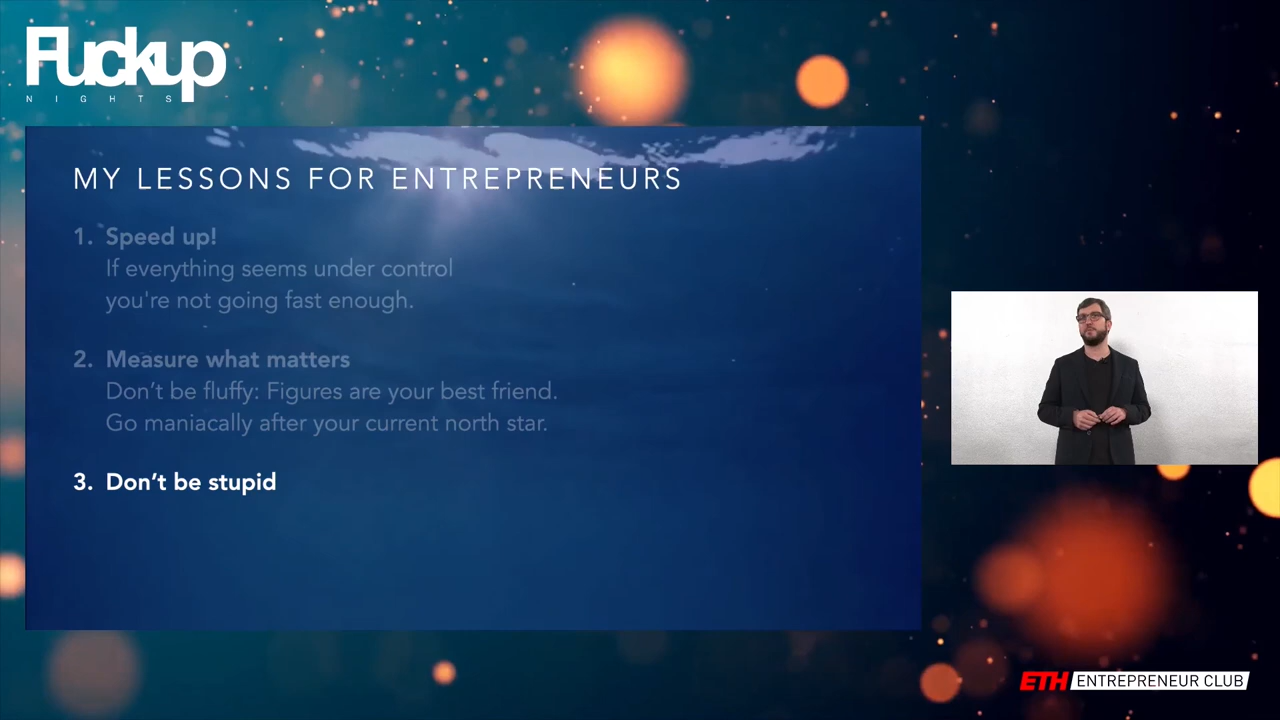 Fuckup
NIGHTS
MY LESSONS FOR ENTREPRENEURS
1. Speed up!
If everything seems under control
you're not going fast enough.
2. Measure what matters
Don’t be fluffy: Figures are your best friend.
Go maniacally after your current north star.
3. Don’t be stupid
ETH ENTREPRENEUR CLUB